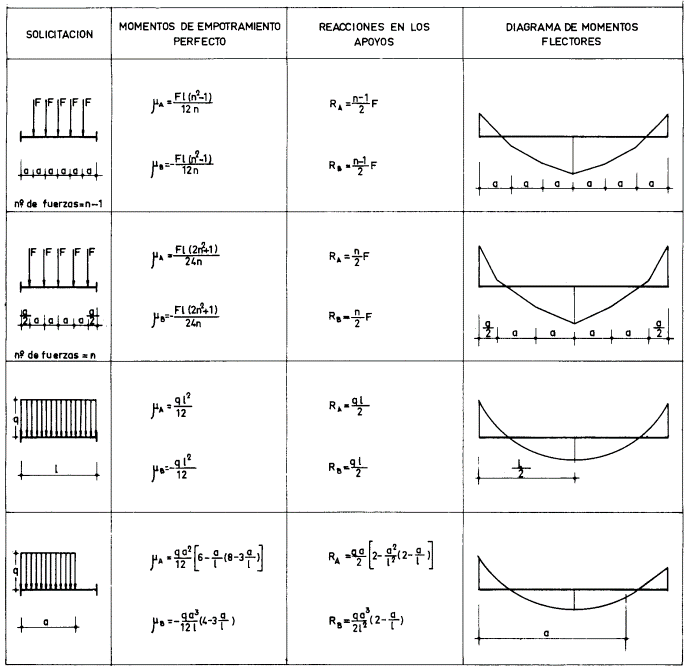 SOLICITACION
MOMENTOS DE EMPOTRAMIENTO PERFECTO
REACCIONES EN LOS APOYOS
DIAGRAMA DE MOMENTOS FLECTORES
F F F F F
a a a a a a
nº de fuerzas=n-1
μA = Fl(n²-1)/12n
μB = -Fl(n²-1)/12n
RA = n-1/2 F
RB = n-1/2 F
a a a a a a
F F F F F
a/2 a a a a a/2
nº de fuerzas = n
μA = Fl(2n²+1)/24n
μB = -Fl(2n²+1)/24n
RA = n/2 F
RB = n/2 F
a/2 a a a a a/2
q
l
μA = ql²/12
μB = -ql²/12
RA = ql/2
RB = ql/2
l/2
q
a
μA = qa²/12 [6 - a/l (8-3 a/l)]
μB = -qa³/12l (4-3 a/l)
RA = qa/2 [2 - a²/l² (2 - a/l)]
RB = qa³/2l² (2 - a/l)
a